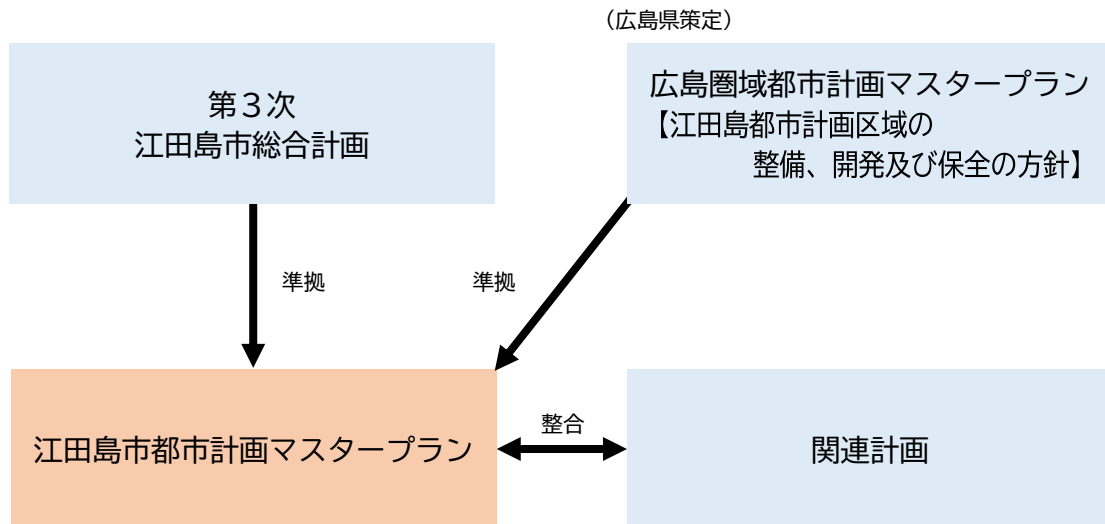 （広島県策定）
第３次
江田島市総合計画
広島圏域都市計画マスタープラン
【江田島都市計画区域の
整備、開発及び保全の方針】
準拠
準拠
江田島市都市計画マスタープラン
整合
関連計画